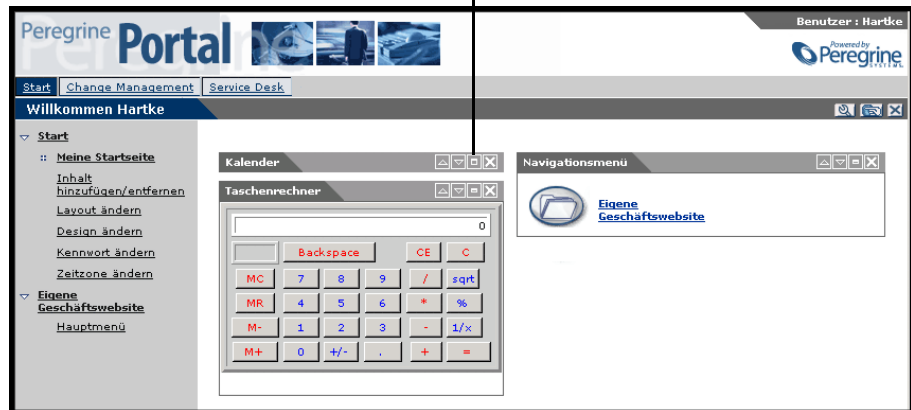 Benutzer : Hartke
Peregrine Portal
Powered by
Peregrine
SYSTEMS
Start Change Management Service Desk
Willkommen Hartke
Start
Meine Startseite
Inhalt
hinzufügen/entfernen
Layout ändern
Design ändern
Kennwort ändern
Zeitzone ändern
Eigene
Geschäftswebsite
Hauptmenü
Kalender
Taschenrechner
0
Backspace CE C
MC 7 8 9 / sqrt
MR 4 5 6 * %
M- 1 2 3 - 1/x
M+ 0 +/- . + =
Navigationsmenü
Eigene
Geschäftswebsite